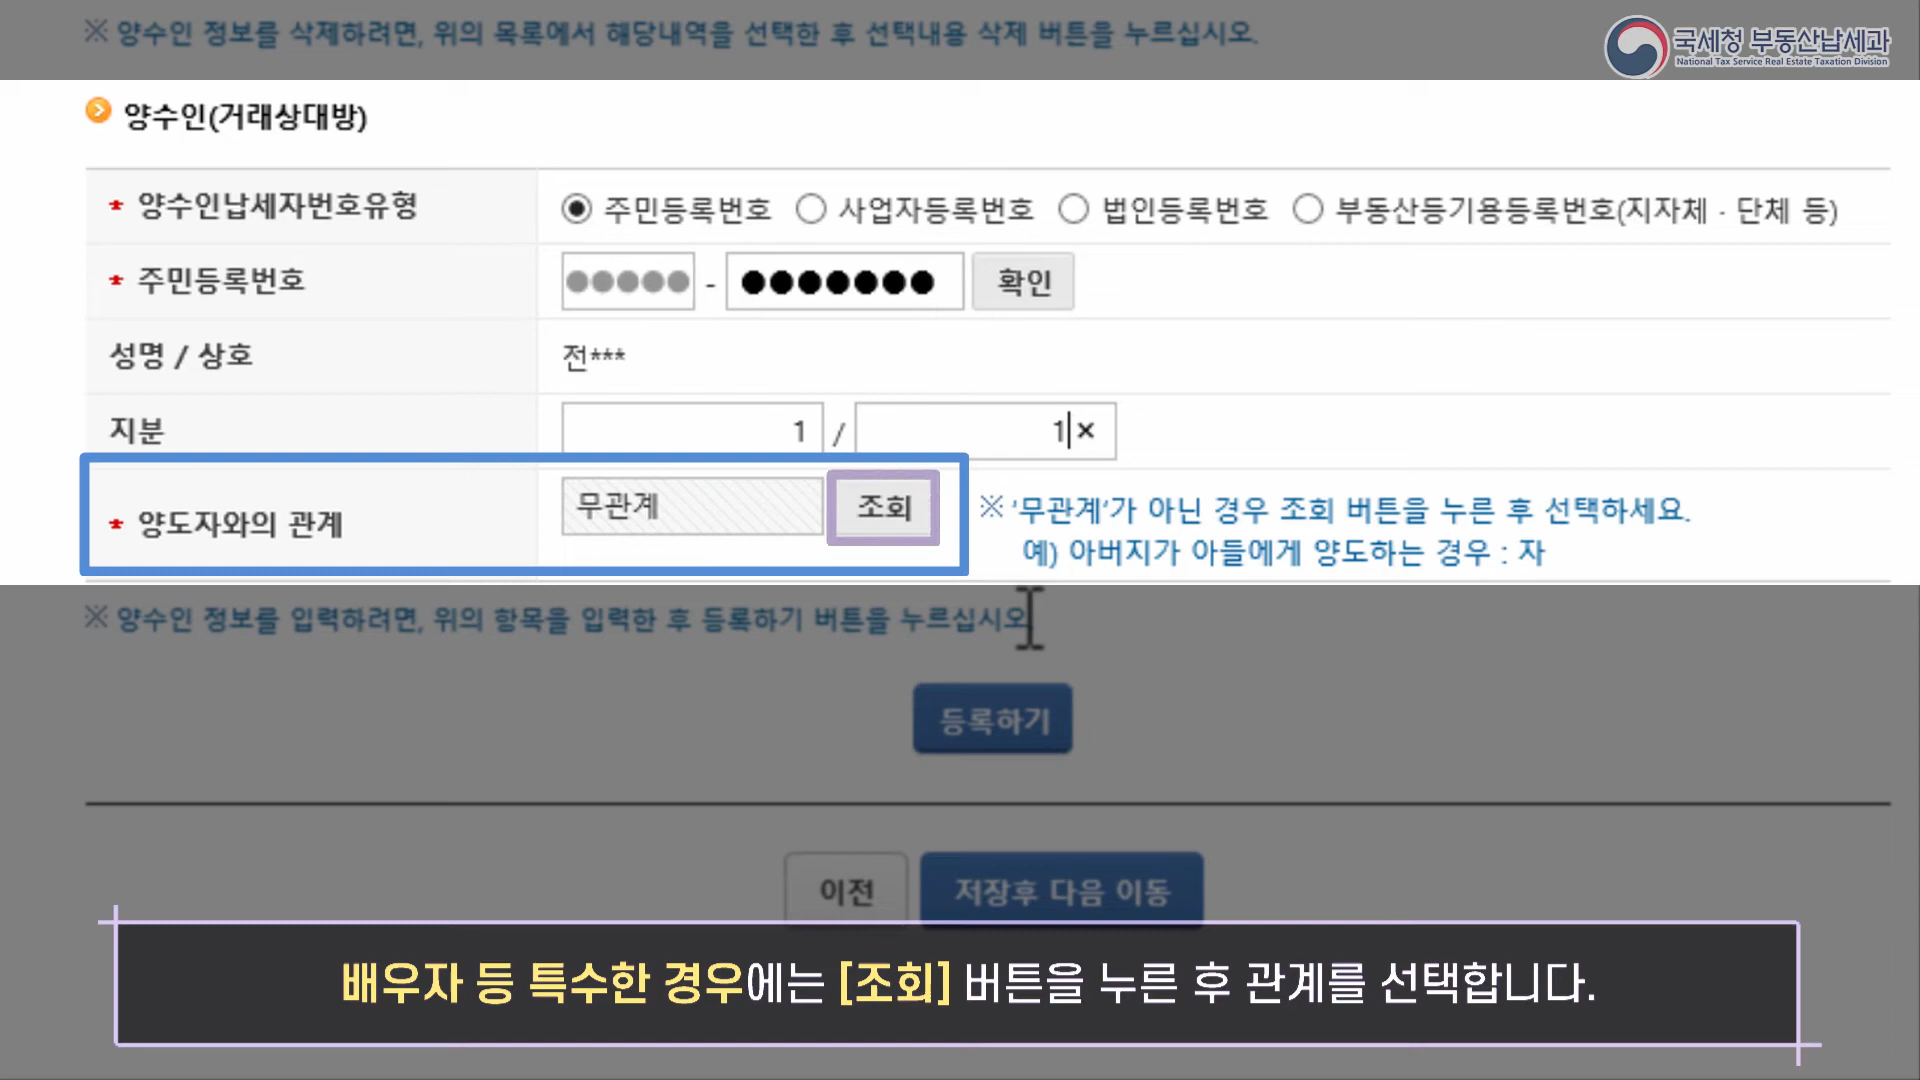 ※ 양수인 정보를 삭제하려면, 위의 목록에서 해당내역을 선택한 후 선택내용 삭제 버튼을 누르십시오.
국세청 부동산납세과
National Tax Service Real Estate Taxation Division
양수인(거래상대방)
* 양수인납세자번호유형 주민등록번호 사업자등록번호 법인등록번호 부동산등기용등록번호(지자체 · 단체 등)
* 주민등록번호 ●●●●● - ●●●●●●● 확인
성명 / 상호 전***
지분 1 / 1 ×
* 양도자와의 관계 무관계 조회 ※ '무관계'가 아닌 경우 조회 버튼을 누른 후 선택하세요.
예) 아버지가 아들에게 양도하는 경우 : 자
※ 양수인 정보를 입력하려면, 위의 항목을 입력한 후 등록하기 버튼을 누르십시오
등록하기
이전 저장후 다음 이동
배우자 등 특수한 경우에는 [조회] 버튼을 누른 후 관계를 선택합니다.